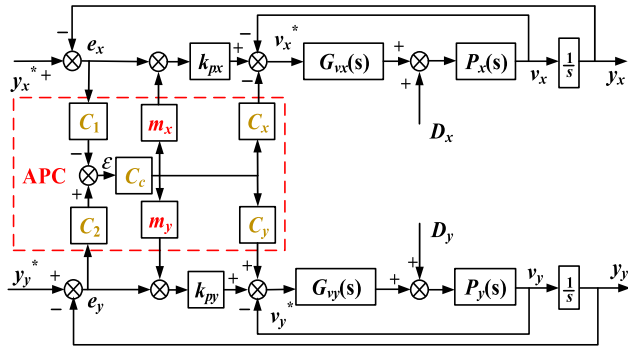 − e_x − v_x^*
y_x^* + k_px + − G_vx(s) + + P_x(s) v_x 1/s y_x
C_1 m_x C_x D_x
− ε
APC C_c
+
C_2 m_y C_y D_y
y_y^* + − e_y k_py + + − v_y^* G_vy(s) + + P_y(s) v_y 1/s y_y